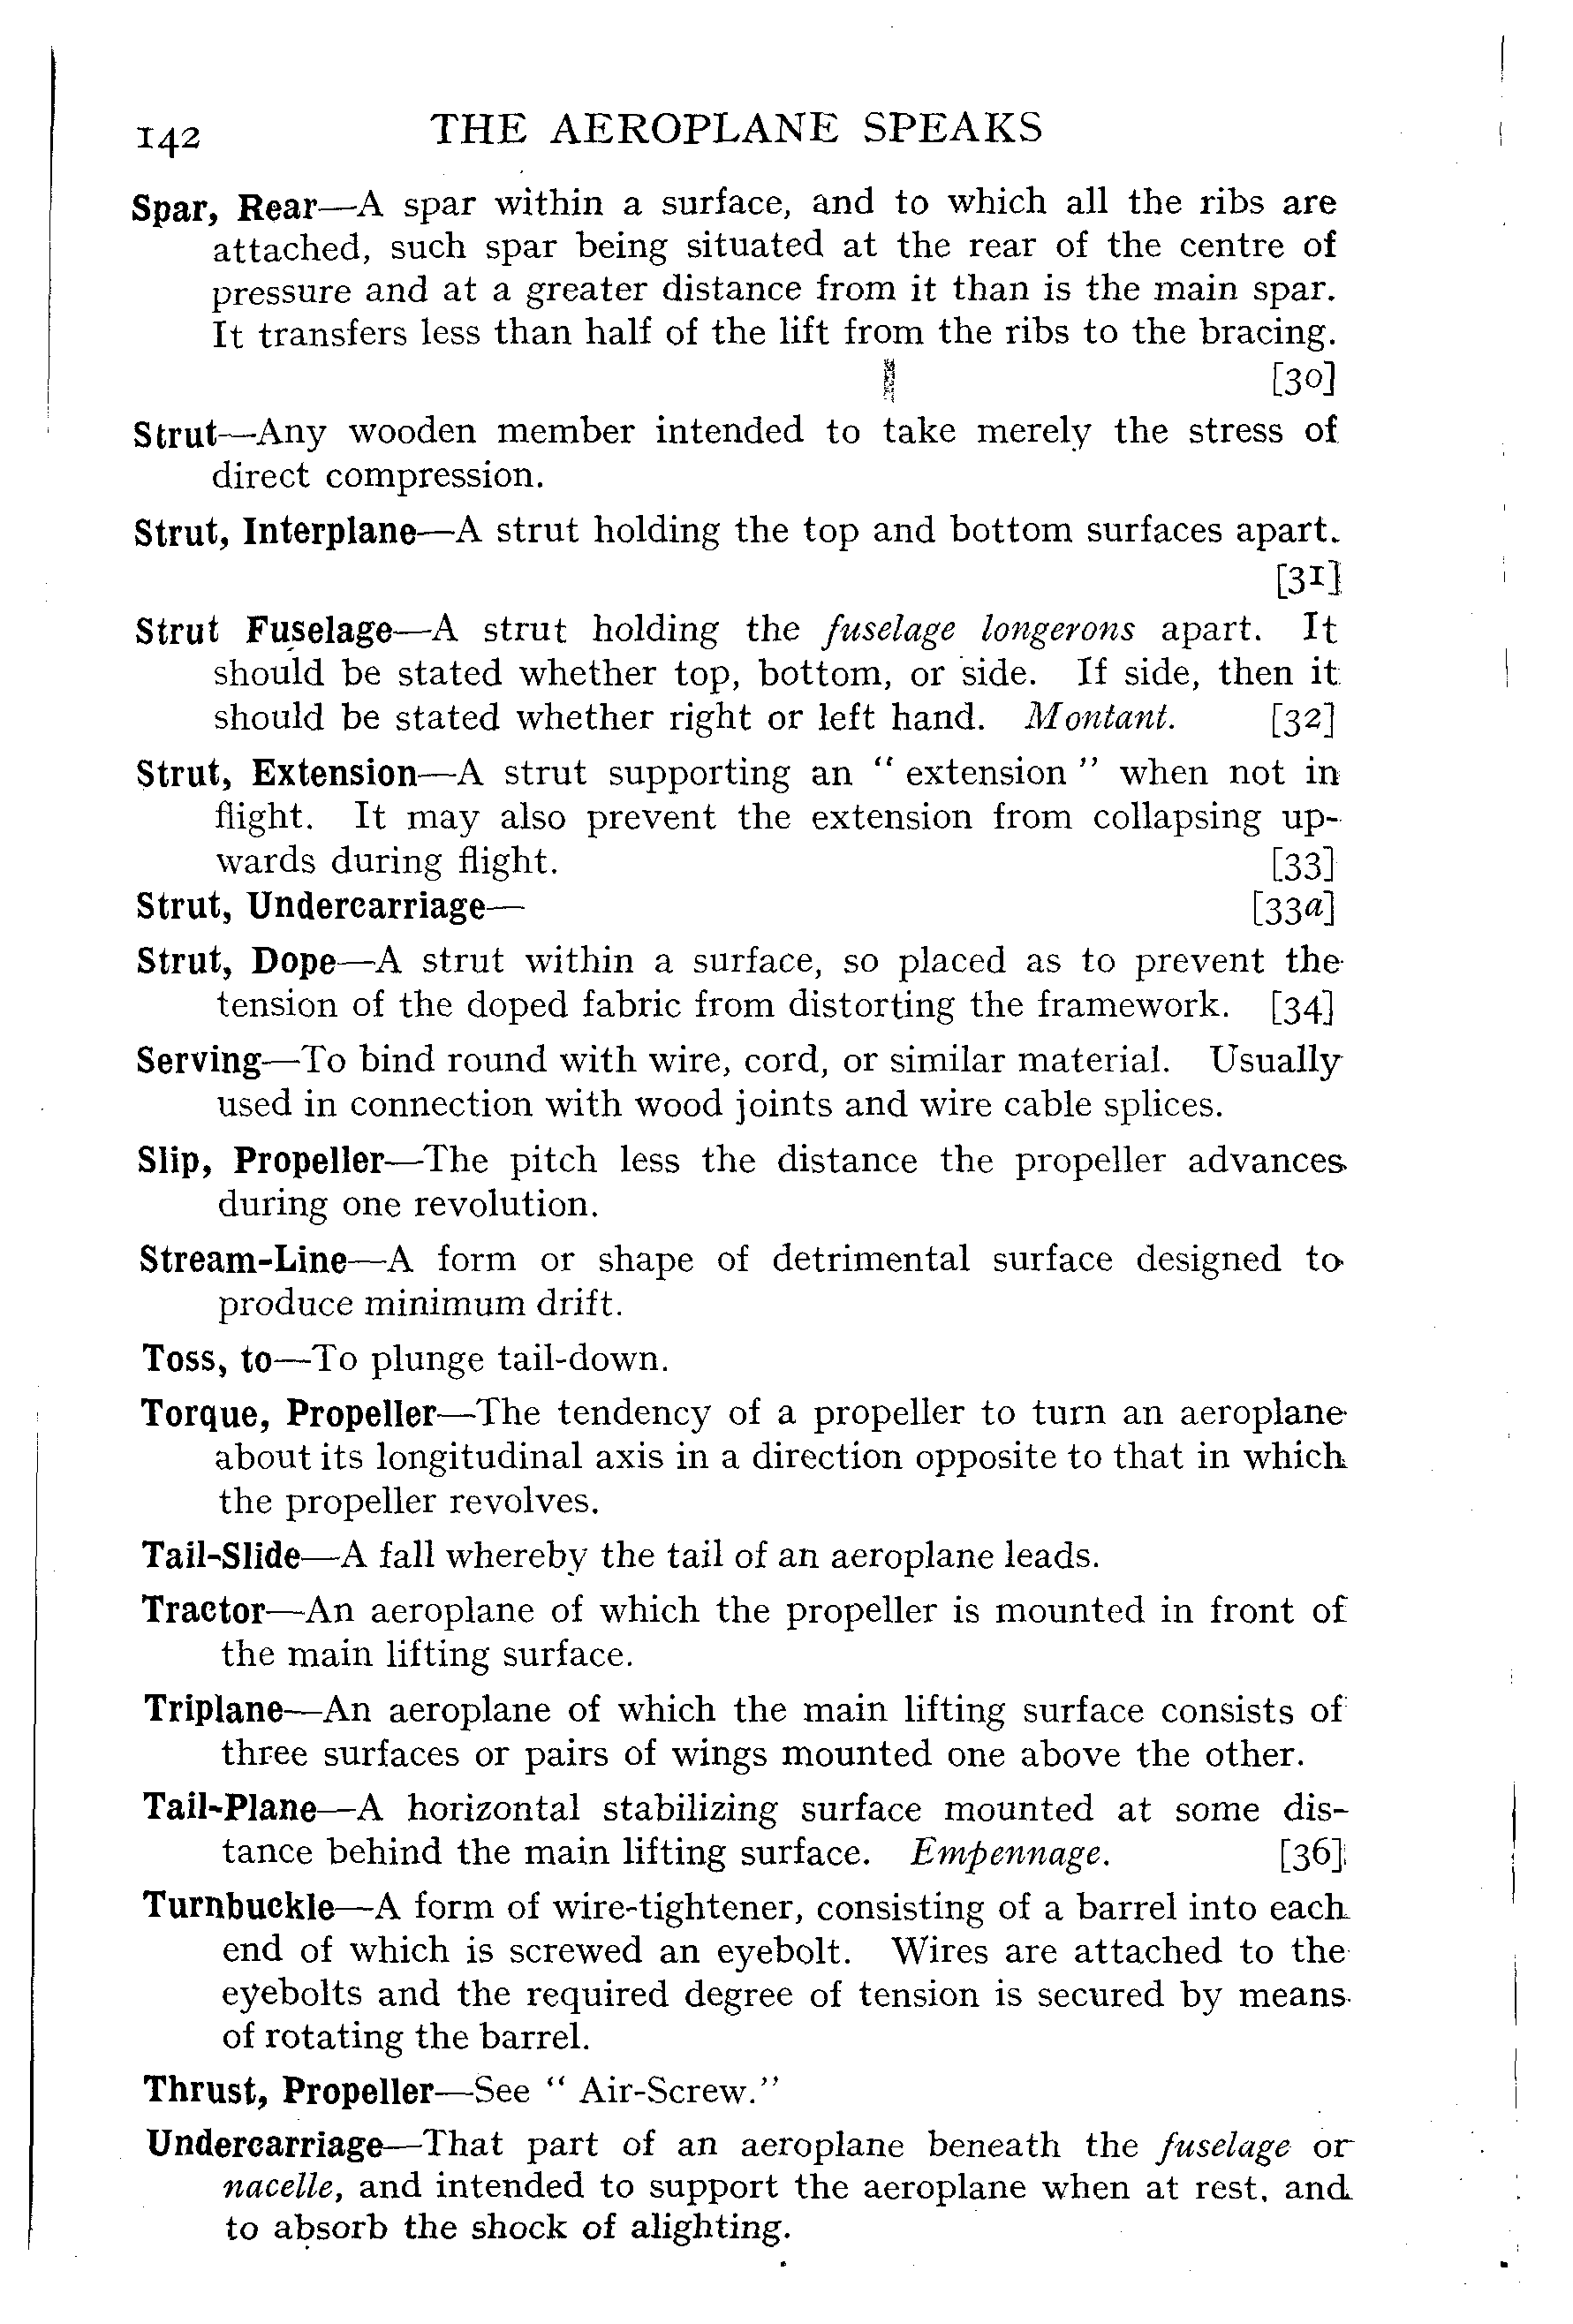 142 THE AEROPLANE SPEAKS
Spar, Rear—A spar within a surface, and to which all the ribs are
attached, such spar being situated at the rear of the centre of
pressure and at a greater distance from it than is the main spar.
It transfers less than half of the lift from the ribs to the bracing.
[30]
Strut—Any wooden member intended to take merely the stress of
direct compression.
Strut, Interplane—A strut holding the top and bottom surfaces apart.
[31]
Strut Fuselage—A strut holding the fuselage longerons apart. It
should be stated whether top, bottom, or side. If side, then it
should be stated whether right or left hand. Montant. [32]
Strut, Extension—A strut supporting an “ extension ” when not in
flight. It may also prevent the extension from collapsing up-
wards during flight. [33]
Strut, Undercarriage— [33a]
Strut, Dope—A strut within a surface, so placed as to prevent the
tension of the doped fabric from distorting the framework. [34]
Serving—To bind round with wire, cord, or similar material. Usually
used in connection with wood joints and wire cable splices.
Slip, Propeller—The pitch less the distance the propeller advances
during one revolution.
Stream-Line—A form or shape of detrimental surface designed to
produce minimum drift.
Toss, to—To plunge tail-down.
Torque, Propeller—The tendency of a propeller to turn an aeroplane
about its longitudinal axis in a direction opposite to that in which
the propeller revolves.
Tail-Slide—A fall whereby the tail of an aeroplane leads.
Tractor—An aeroplane of which the propeller is mounted in front of
the main lifting surface.
Triplane—An aeroplane of which the main lifting surface consists of
three surfaces or pairs of wings mounted one above the other.
Tail-Plane—A horizontal stabilizing surface mounted at some dis-
tance behind the main lifting surface. Empennage. [36]
Turnbuckle—A form of wire-tightener, consisting of a barrel into each
end of which is screwed an eyebolt. Wires are attached to the
eyebolts and the required degree of tension is secured by means
of rotating the barrel.
Thrust, Propeller—See “ Air-Screw.”
Undercarriage—That part of an aeroplane beneath the fuselage or
nacelle, and intended to support the aeroplane when at rest, and
to absorb the shock of alighting.